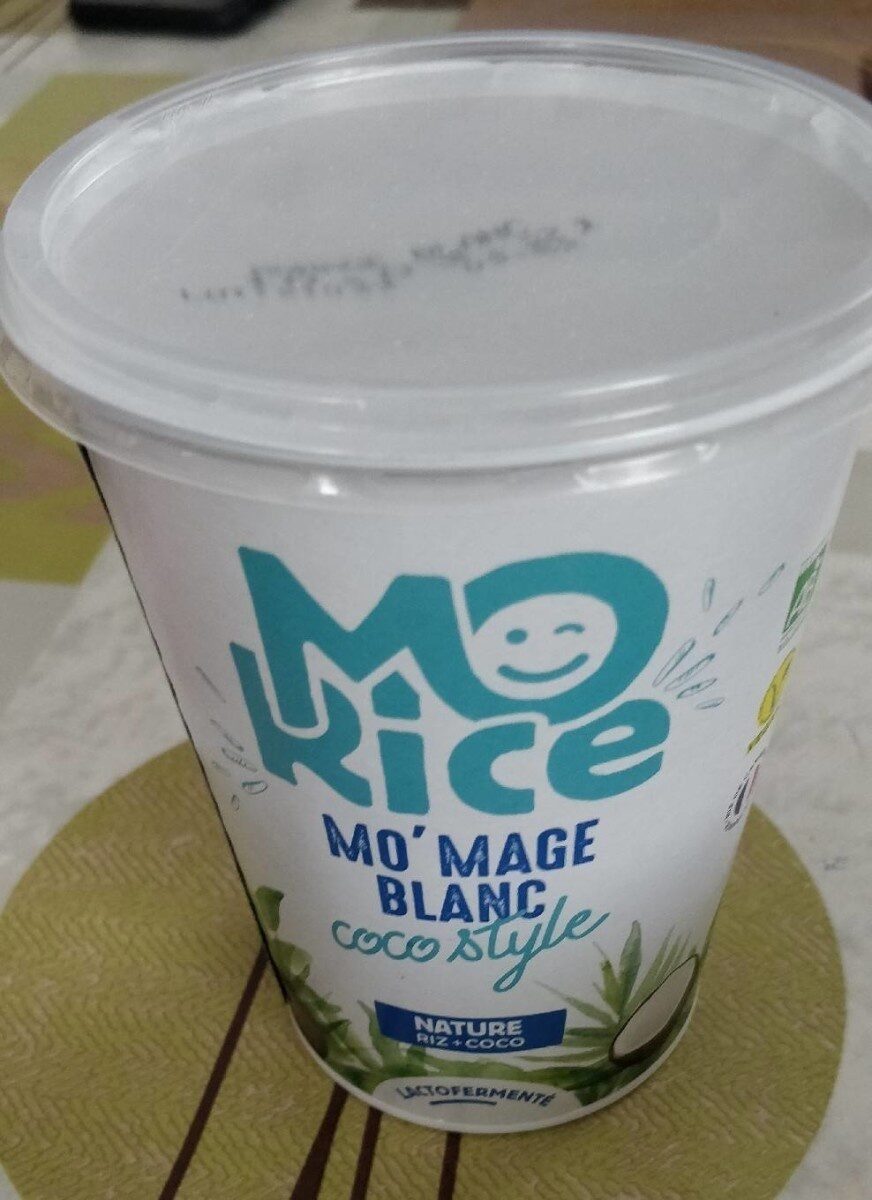 MO
Rice
MO' MAGE
BLANC
coco style
NATURE
RIZ + COCO
LACTOFERMENTÉ